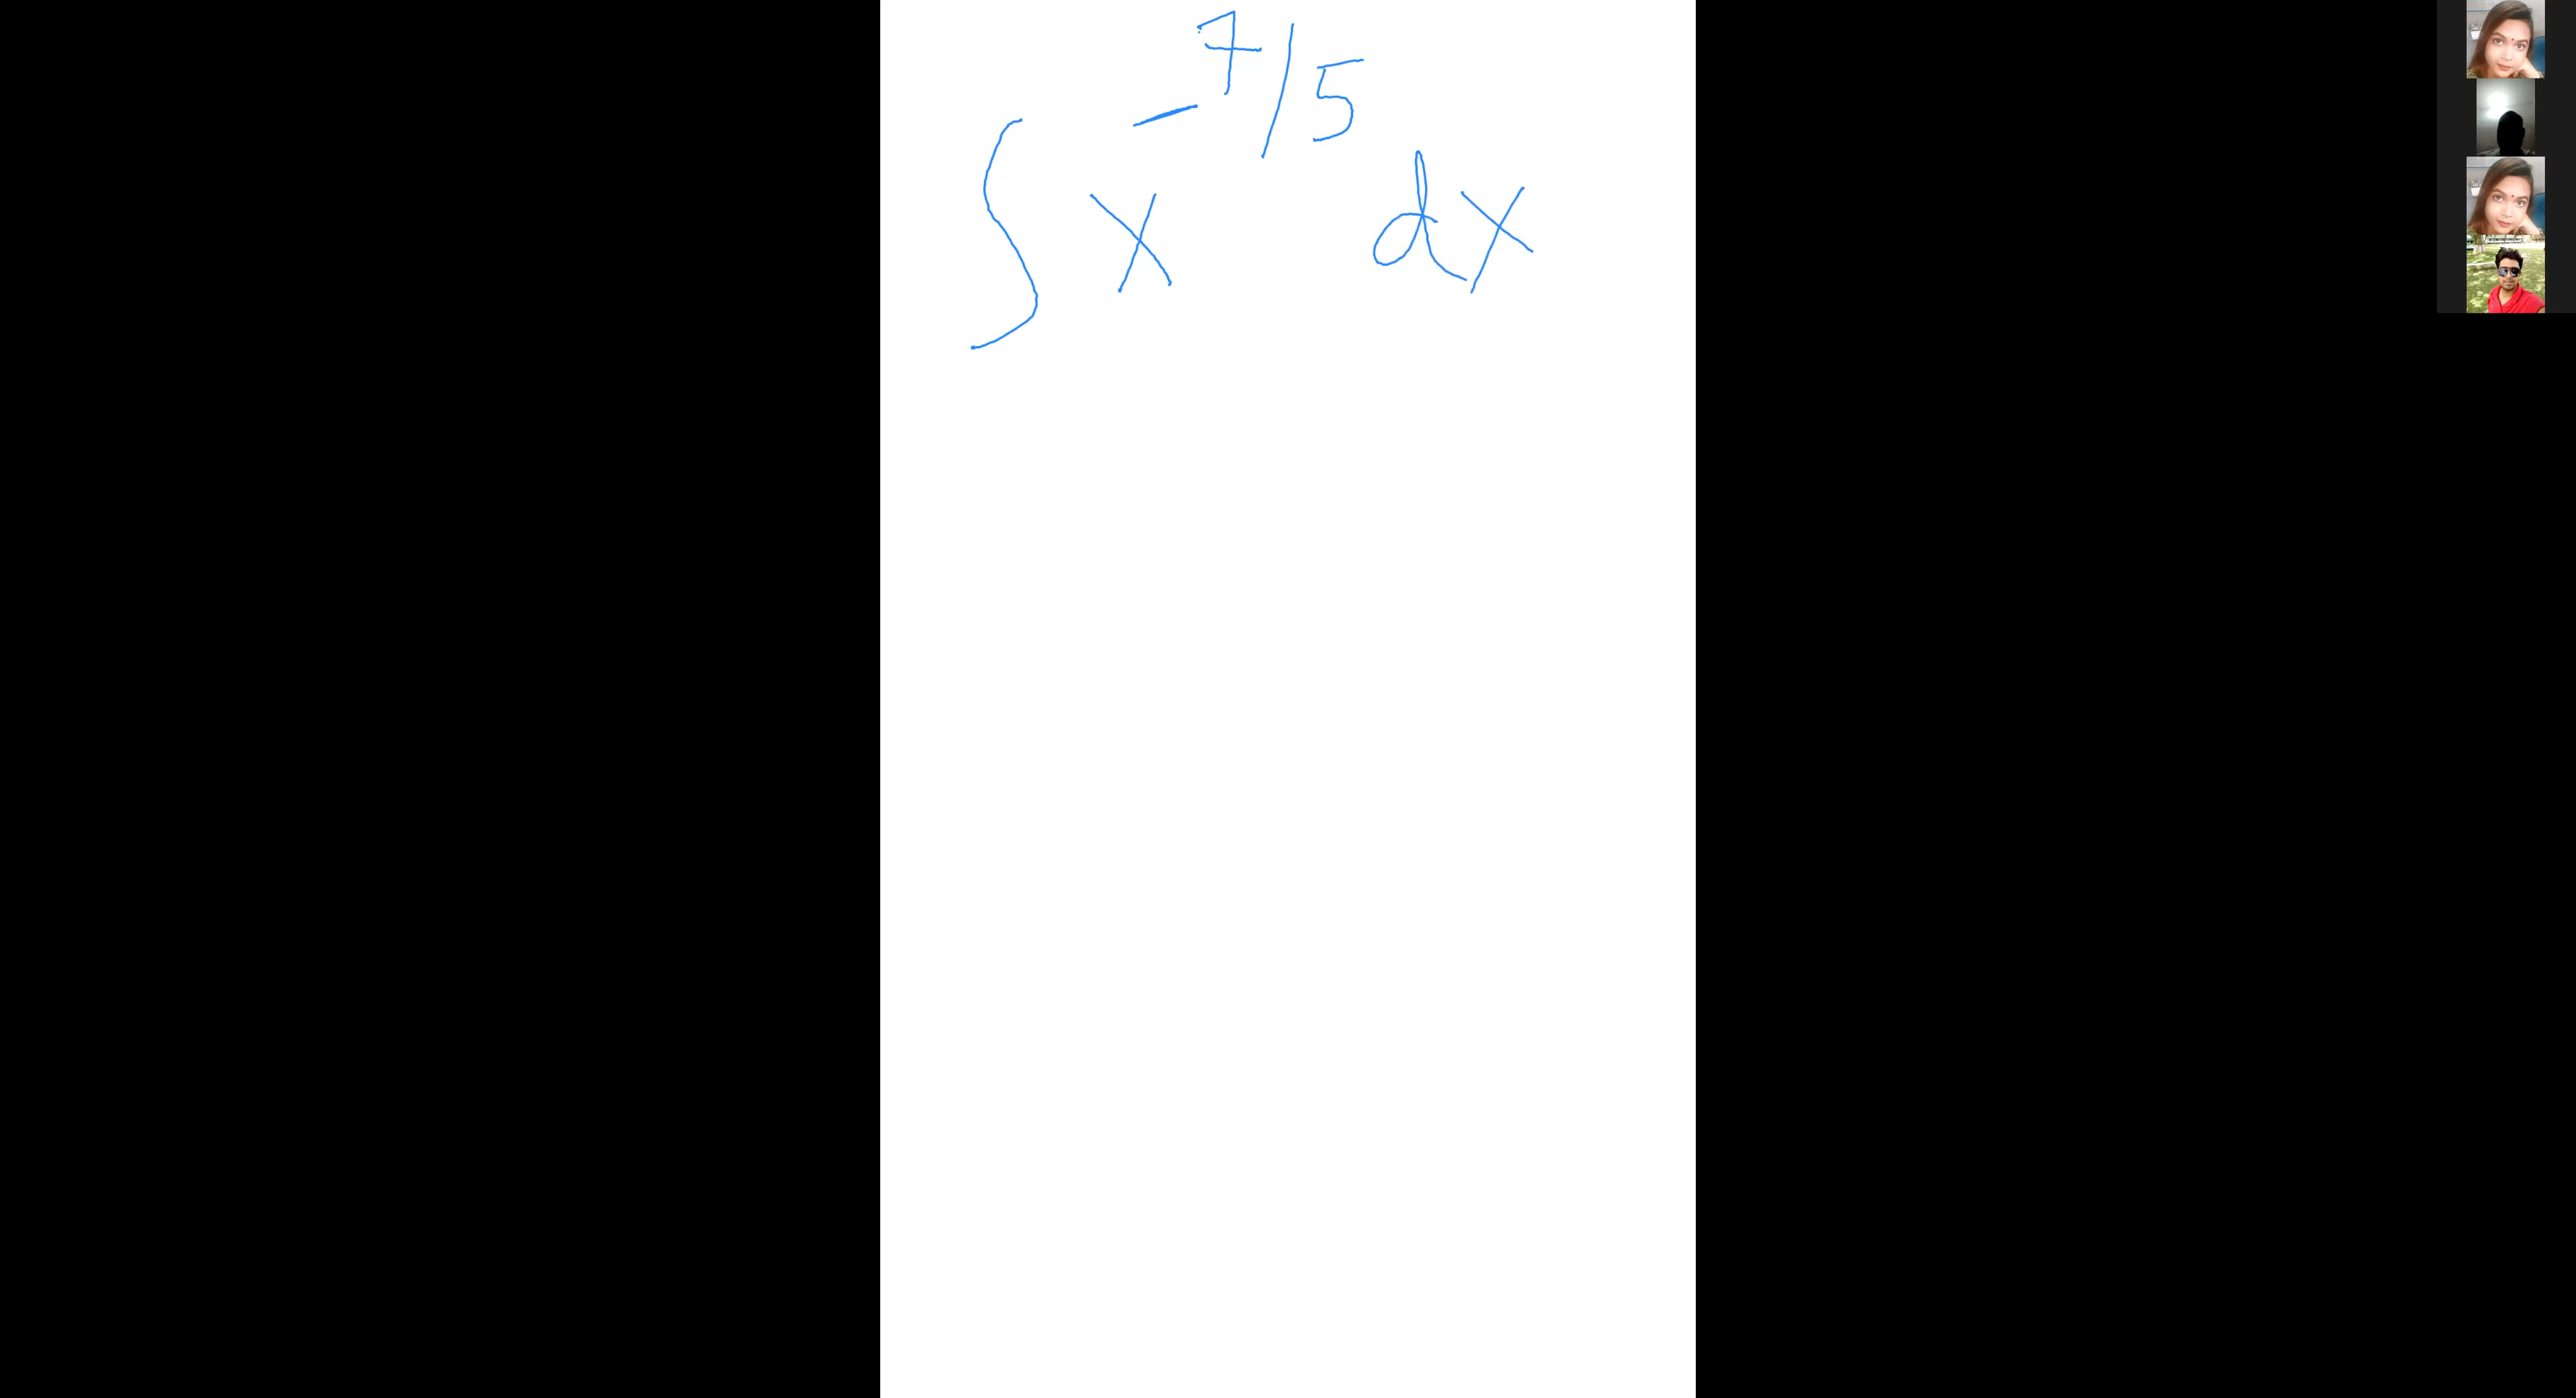 ∫ x^{-7/5} dx